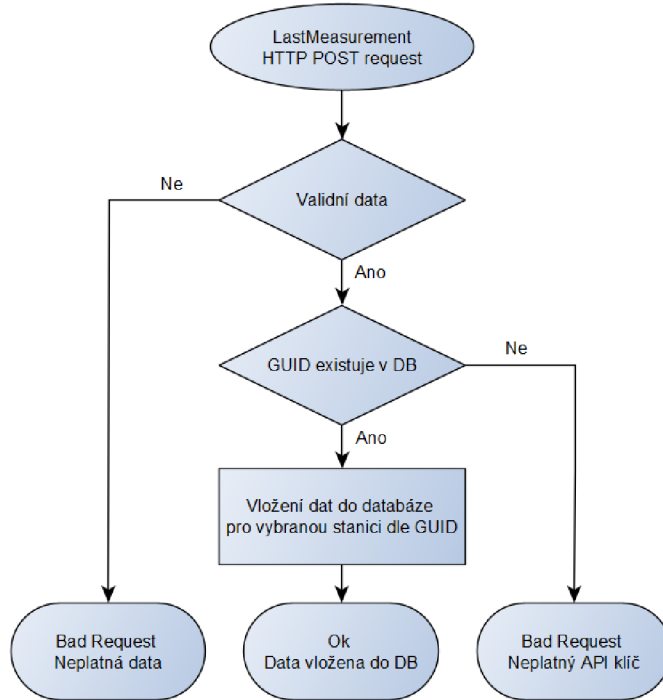 LastMeasurement
HTTP POST request
Ne
Validní data
Ano
GUID existuje v DB
Ne
Ano
Vložení dat do databáze
pro vybranou stanici dle GUID
Bad Request
Neplatná data
Ok
Data vložena do DB
Bad Request
Neplatný API klíč